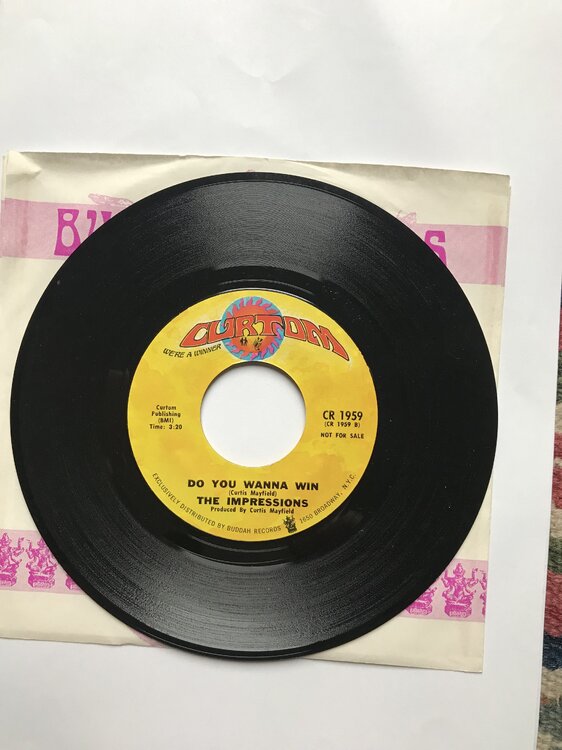 CURTOM
WE'RE A WINNER
Curtom
Publishing
(BMI)
Time: 3:20
CR 1959
(CR 1959 B)
NOT FOR SALE
DO YOU WANNA WIN
(Curtis Mayfield)
THE IMPRESSIONS
Produced By Curtis Mayfield
EXCLUSIVELY DISTRIBUTED BY BUDDAH RECORDS 1650 BROADWAY, N.Y.C.